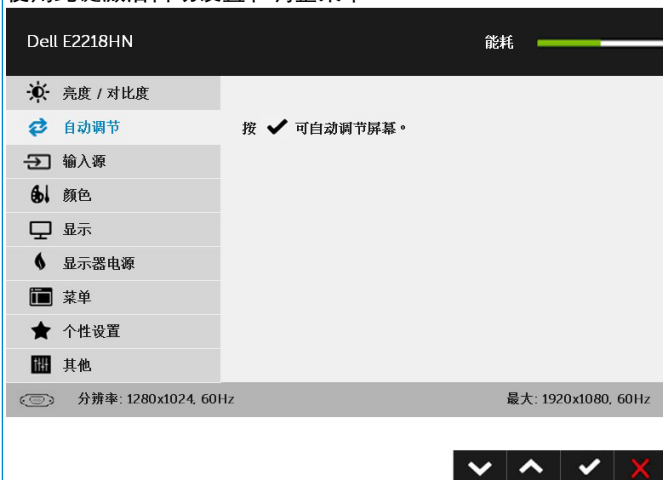 Dell E2218HN 能耗
亮度 / 对比度
自动调节 按 ✔ 可自动调节屏幕。
输入源
颜色
显示
显示器电源
菜单
个性设置
其他
分辨率: 1280x1024, 60Hz 最大: 1920x1080, 60Hz